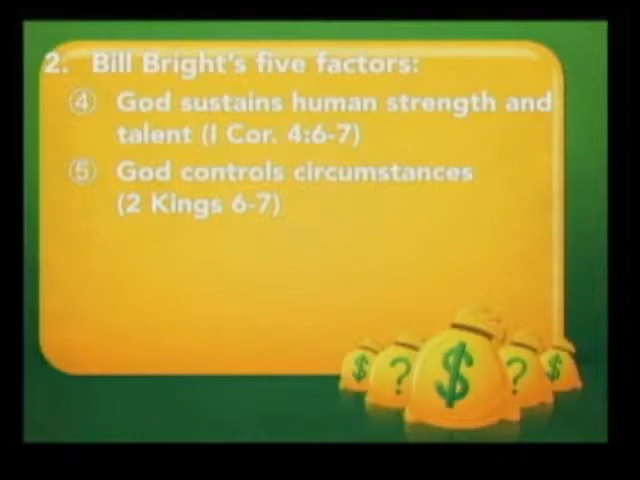 2. Bill Bright's five factors:
④ God sustains human strength and
talent (I Cor. 4:6-7)
⑤ God controls circumstances
(2 Kings 6-7)
$ ? $ ? $